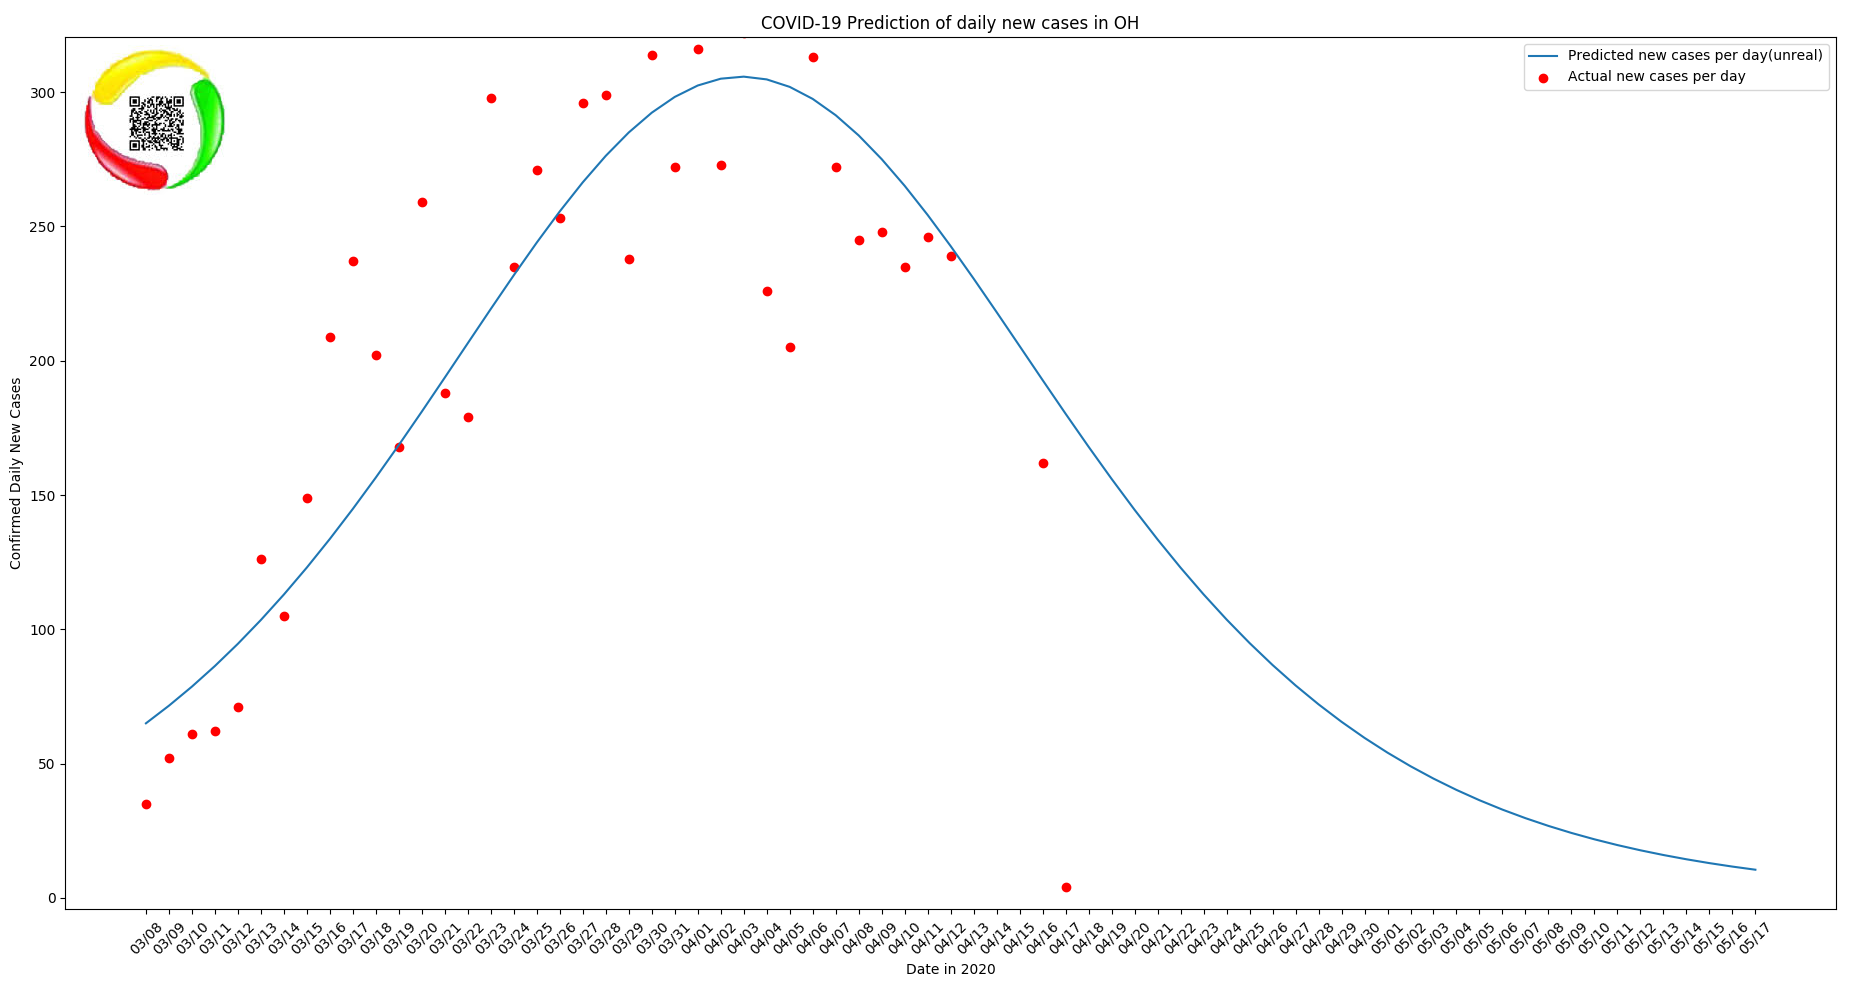 COVID-19 Prediction of daily new cases in OH
Predicted new cases per day(unreal)
Actual new cases per day
Confirmed Daily New Cases
300
250
200
150
100
50
0
03/08 03/09 03/10 03/11 03/12 03/13 03/14 03/15 03/16 03/17 03/18 03/19 03/20 03/21 03/22 03/23 03/24 03/25 03/26 03/27 03/28 03/29 03/30 03/31 04/01 04/02 04/03 04/04 04/05 04/06 04/07 04/08 04/09 04/10 04/11 04/12 04/13 04/14 04/15 04/16 04/17 04/18 04/19 04/20 04/21 04/22 04/23 04/24 04/25 04/26 04/27 04/28 04/29 04/30 05/01 05/02 05/03 05/04 05/05 05/06 05/07 05/08 05/09 05/10 05/11 05/12 05/13 05/14 05/15 05/16 05/17
Date in 2020